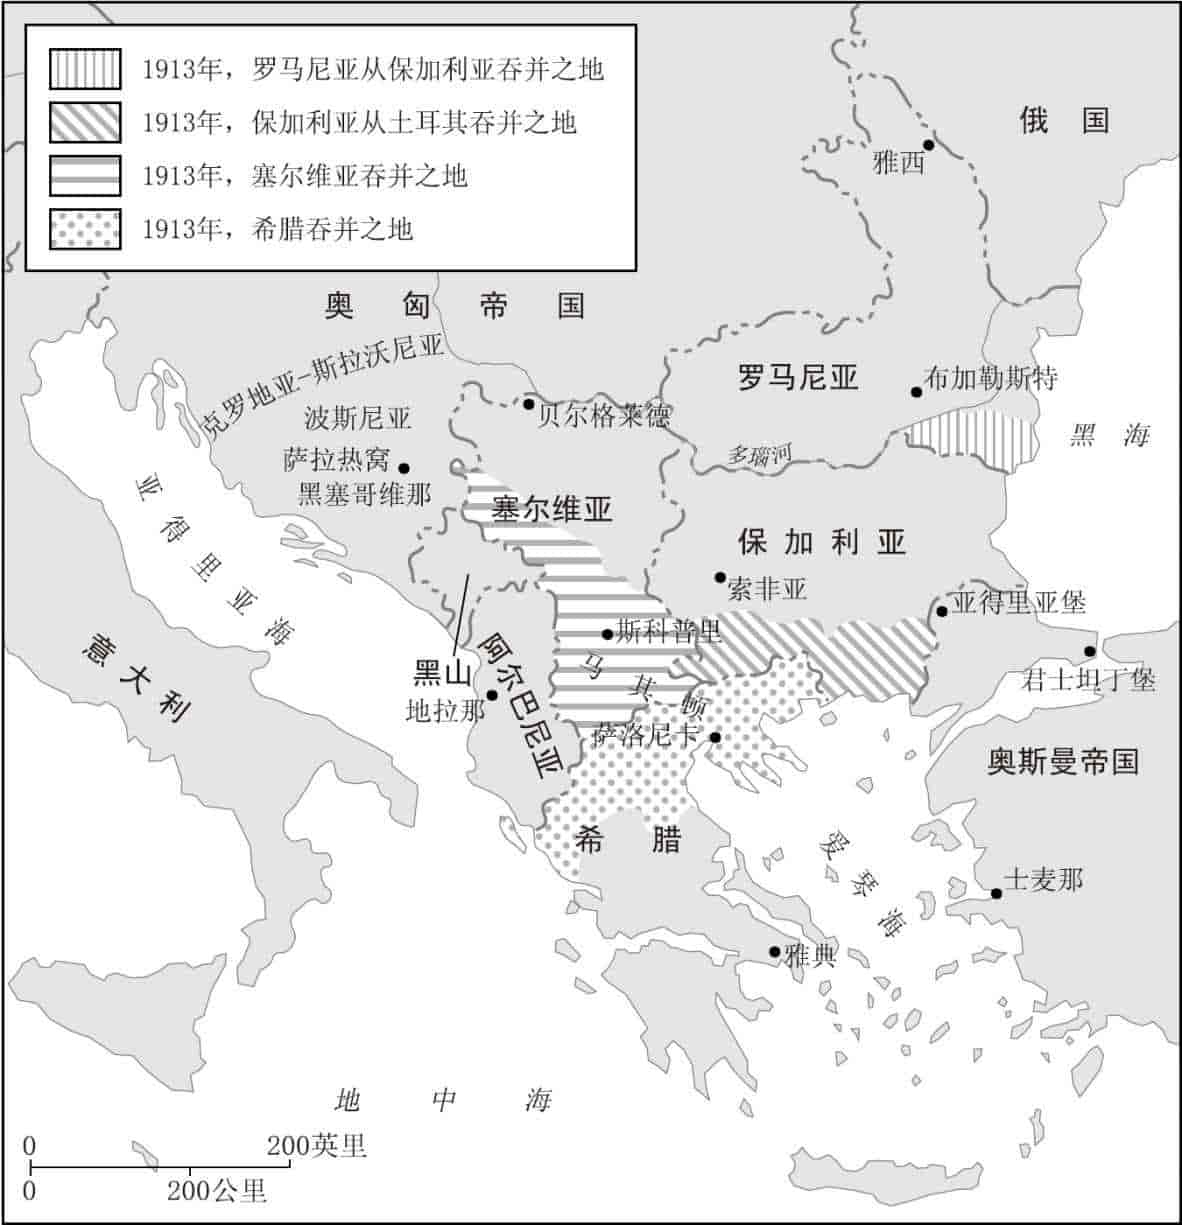 1913年，罗马尼亚从保加利亚吞并之地
1913年，保加利亚从土耳其吞并之地
1913年，塞尔维亚吞并之地
1913年，希腊吞并之地
俄国
雅西
奥匈帝国
克罗地亚-斯拉沃尼亚
罗马尼亚
布加勒斯特
波斯尼亚
贝尔格莱德
黑海
萨拉热窝
多瑙河
黑塞哥维那
亚得里亚海
塞尔维亚
保加利亚
索非亚
亚得里亚堡
斯科普里
意大利
黑山
阿尔巴尼亚
马其顿
君士坦丁堡
地拉那
萨洛尼卡
奥斯曼帝国
希腊
爱琴海
士麦那
雅典
地中海
0
200英里
0
200公里